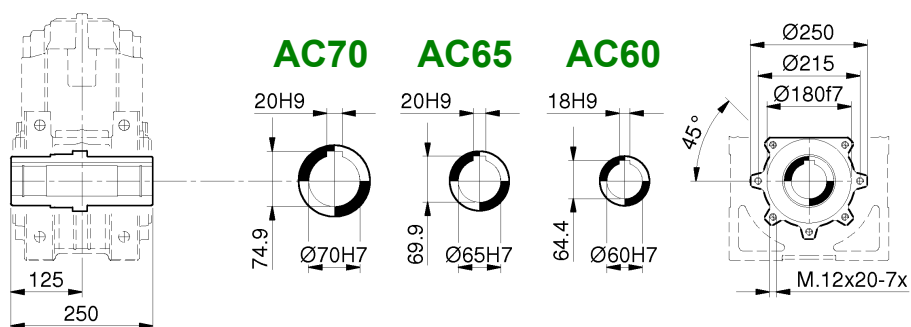 AC70 AC65 AC60
Ø250
Ø215
20H9 20H9 18H9 Ø180f7
45°
74.9 69.9 64.4
Ø70H7 Ø65H7 Ø60H7
125 M.12x20-7x
250